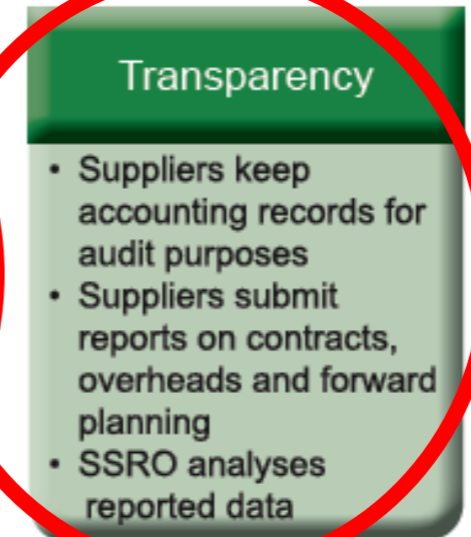 Transparency
• Suppliers keep
accounting records for
audit purposes
• Suppliers submit
reports on contracts,
overheads and forward
planning
• SSRO analyses
reported data